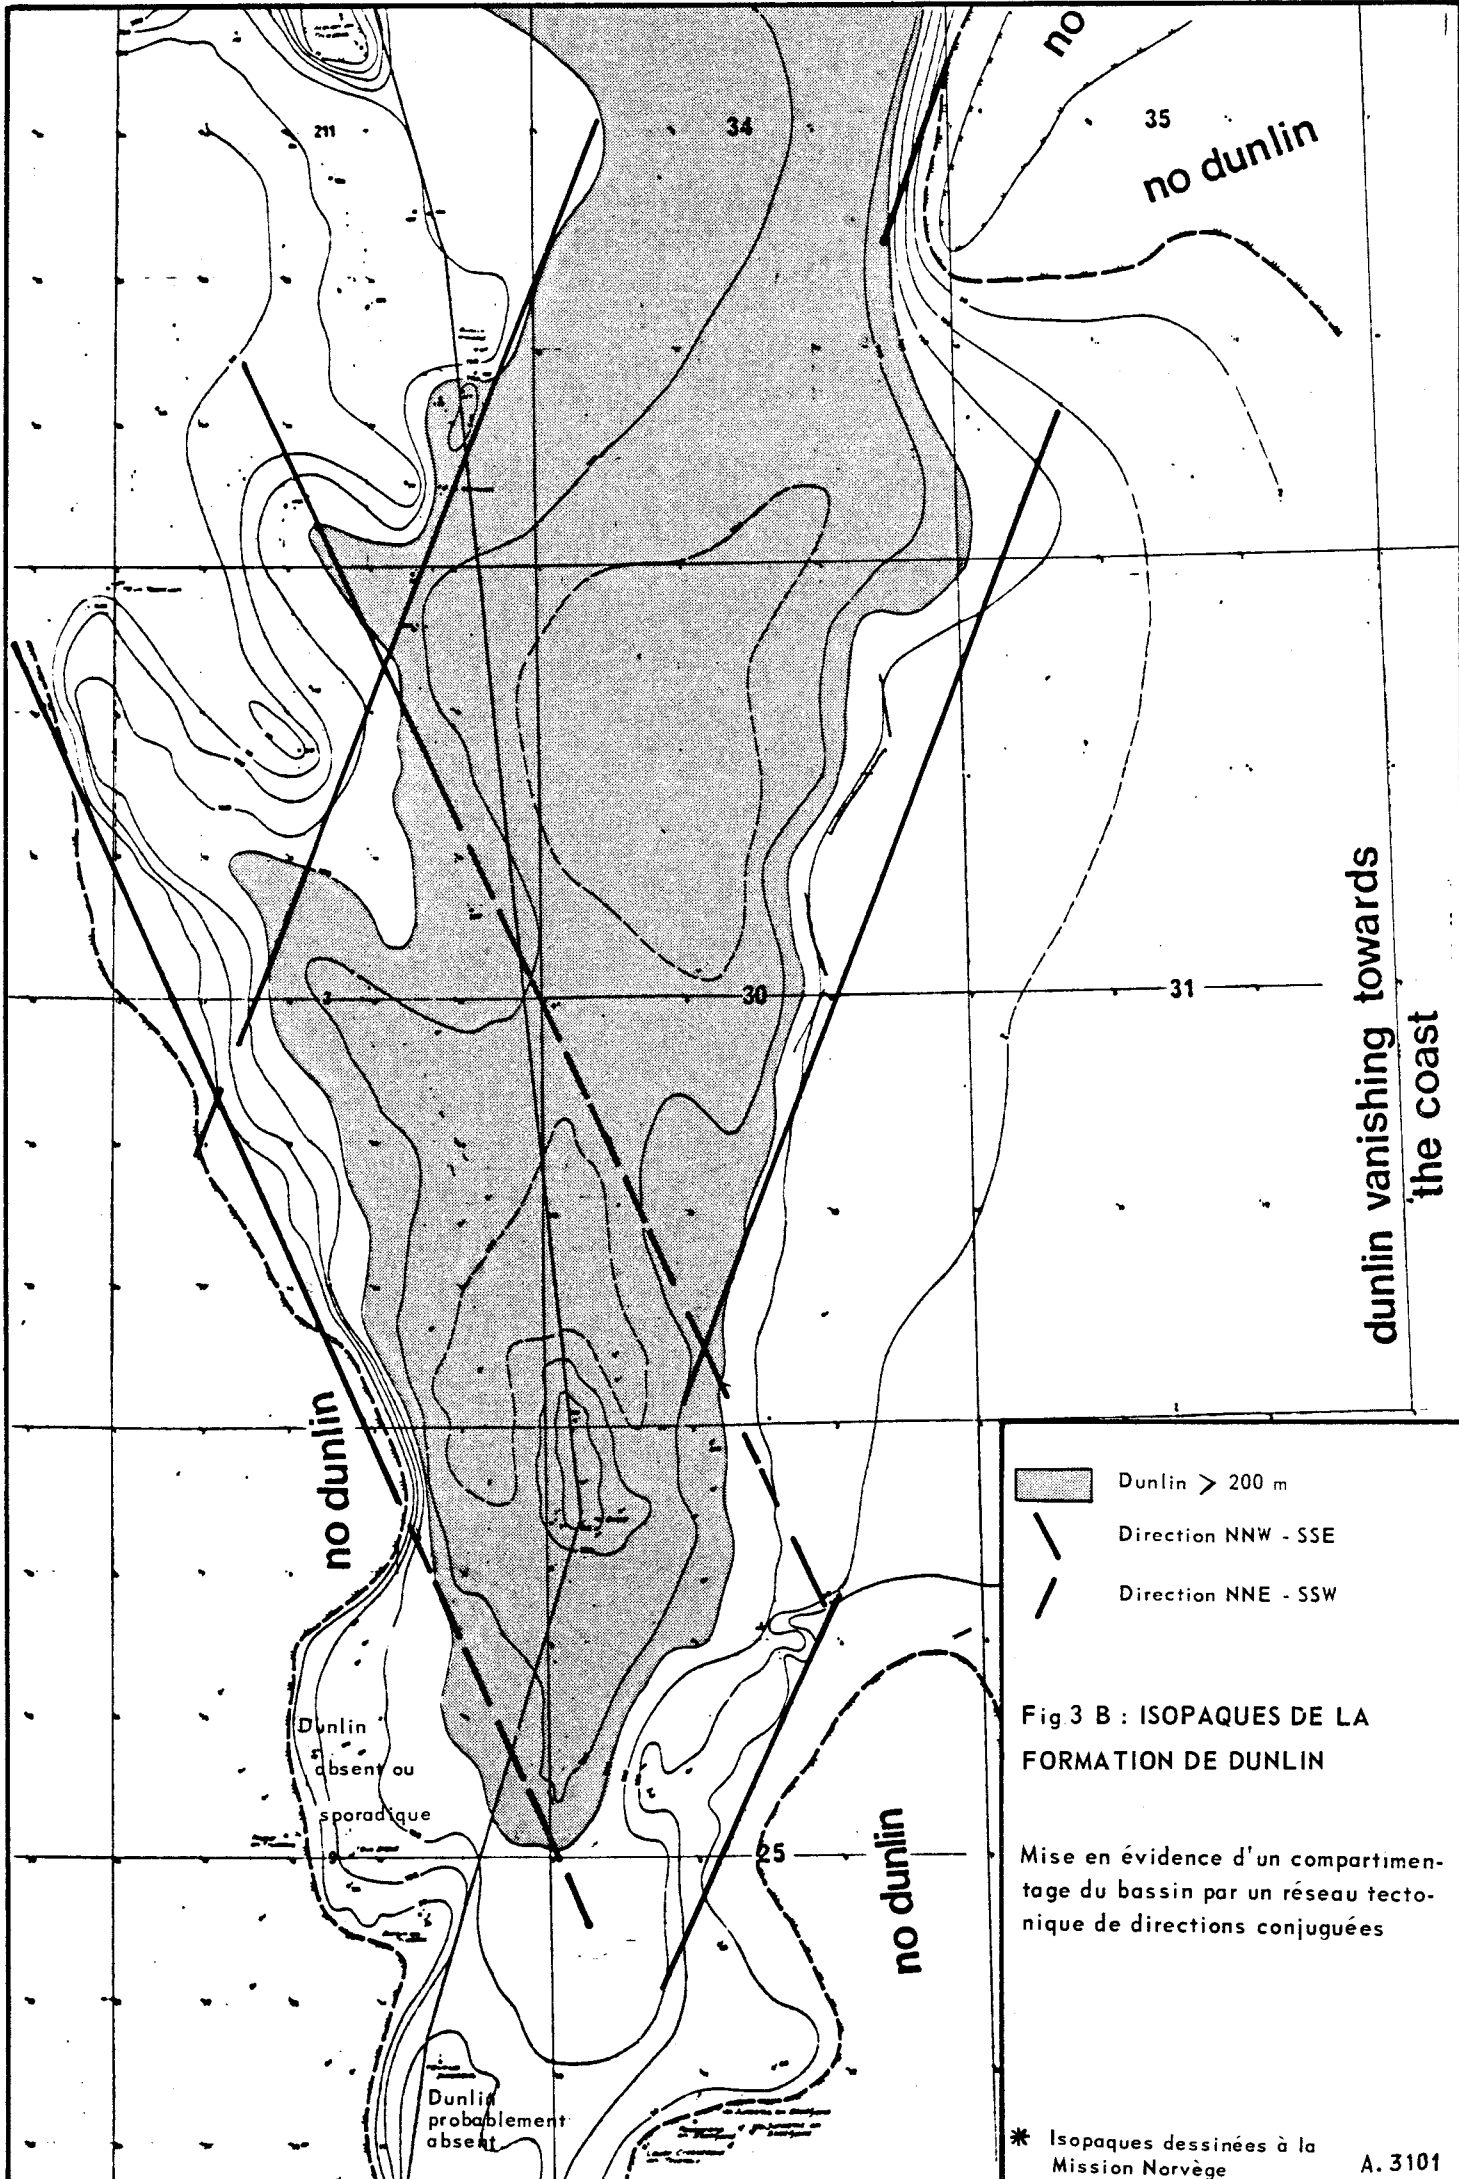 no
211
34
35
no dunlin
3
30
31
dunlin vanishing towards
the coast
no dunlin
Dunlin > 200 m
Direction NNW - SSE
Direction NNE - SSW
Fig.3 B : ISOPAQUES DE LA
FORMATION DE DUNLIN
Mise en évidence d'un compartimen-
tage du bassin par un réseau tecto-
nique de directions conjuguées
Dunlin
absent ou
sporadique
9
25
no dunlin
Dunlin
probablement
absent
* Isopaques dessinées à la
Mission Norvège
A. 3101